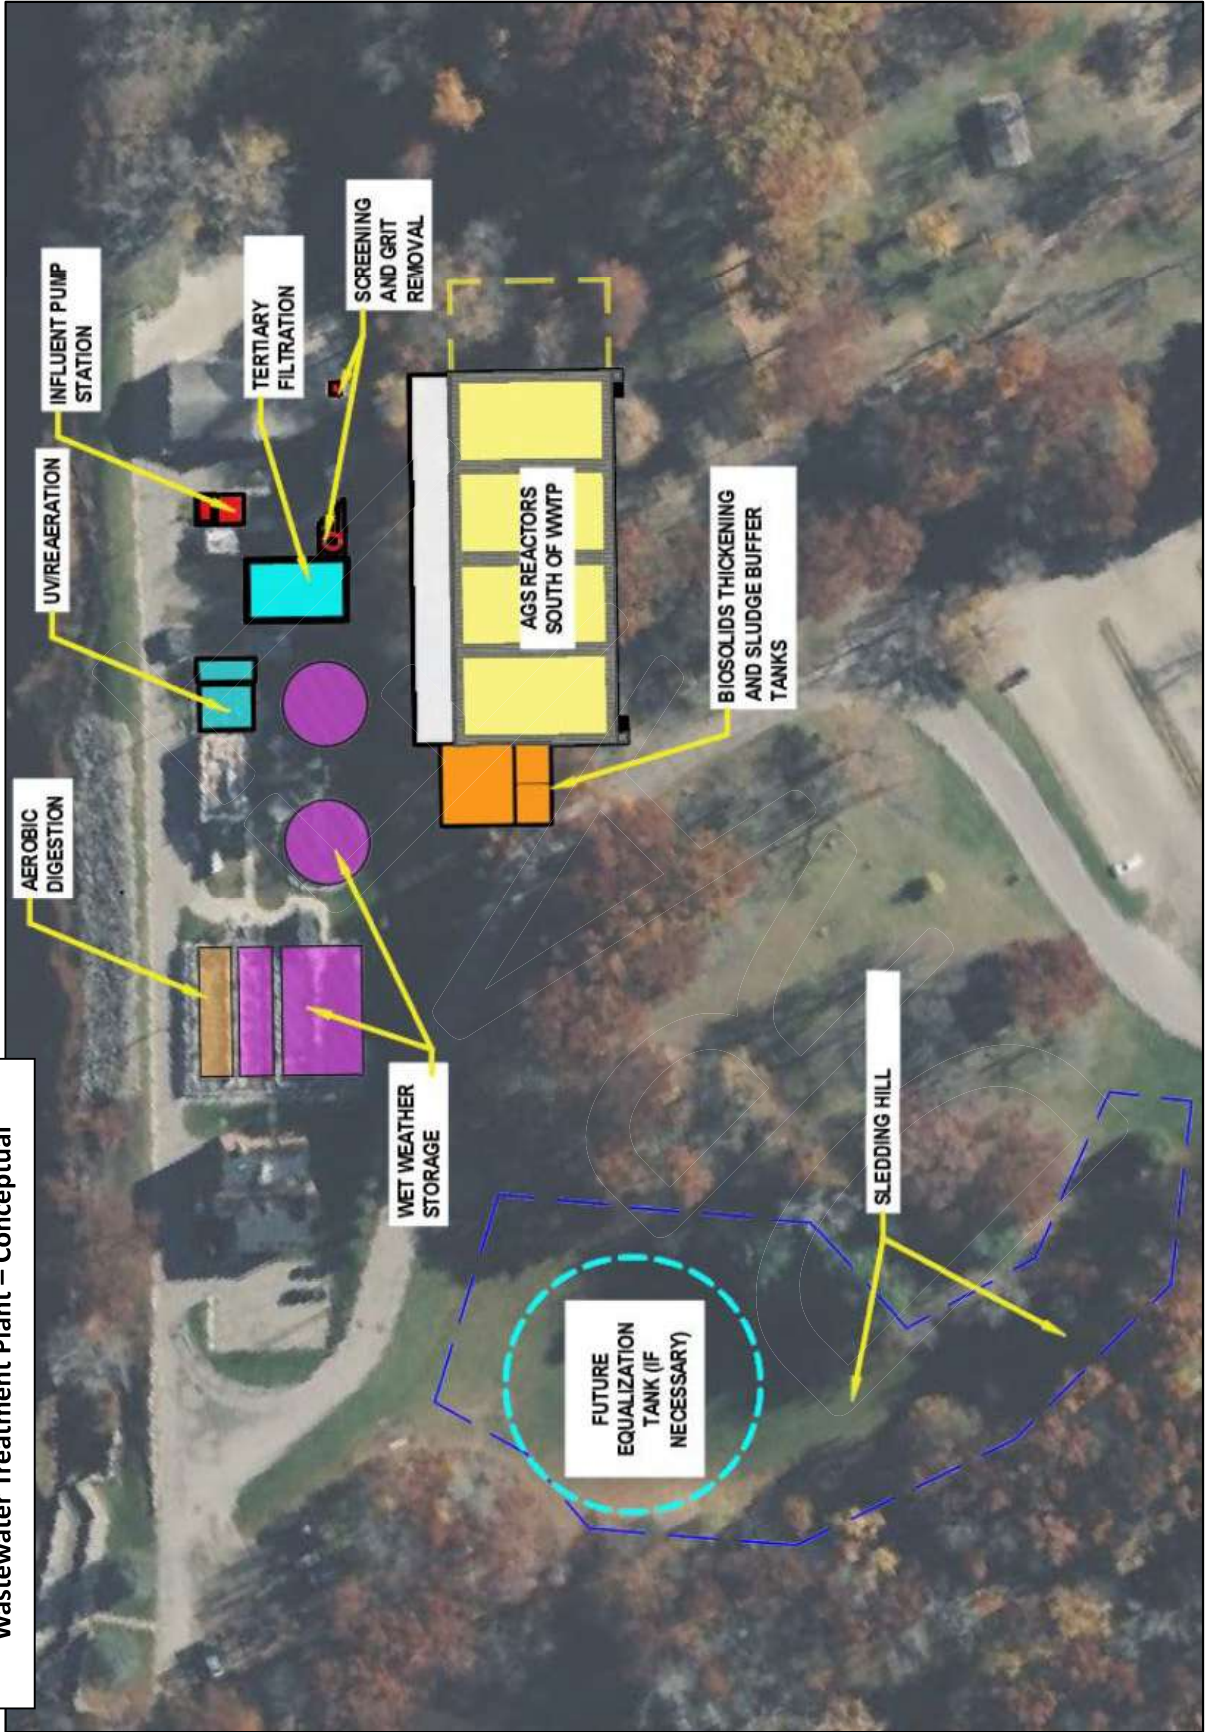 Wastewater Treatment Plant – Conceptual
AEROBIC
DIGESTION
UV/REAERATION
INFLUENT PUMP
STATION
TERTIARY
FILTRATION
SCREENING
AND GRIT
REMOVAL
WET WEATHER
STORAGE
AGS REACTORS
SOUTH OF WWTP
BIOSOLIDS THICKENING
AND SLUDGE BUFFER
TANKS
FUTURE
EQUALIZATION
TANK (IF
NECESSARY)
SLEDDING HILL